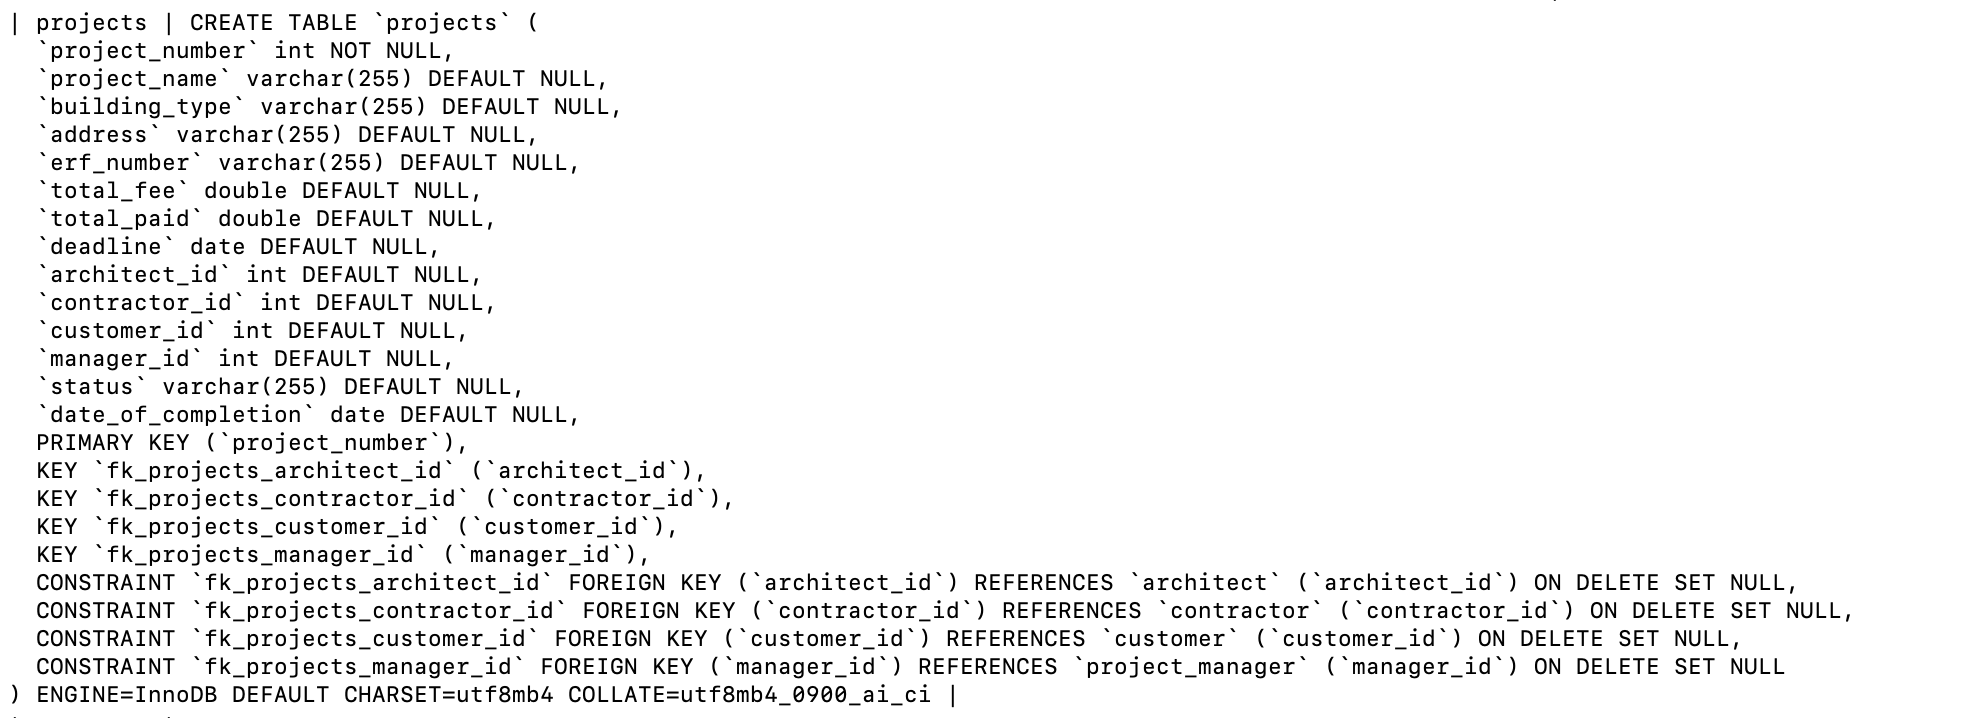 | projects | CREATE TABLE `projects` (
  `project_number` int NOT NULL,
  `project_name` varchar(255) DEFAULT NULL,
  `building_type` varchar(255) DEFAULT NULL,
  `address` varchar(255) DEFAULT NULL,
  `erf_number` varchar(255) DEFAULT NULL,
  `total_fee` double DEFAULT NULL,
  `total_paid` double DEFAULT NULL,
  `deadline` date DEFAULT NULL,
  `architect_id` int DEFAULT NULL,
  `contractor_id` int DEFAULT NULL,
  `customer_id` int DEFAULT NULL,
  `manager_id` int DEFAULT NULL,
  `status` varchar(255) DEFAULT NULL,
  `date_of_completion` date DEFAULT NULL,
  PRIMARY KEY (`project_number`),
  KEY `fk_projects_architect_id` (`architect_id`),
  KEY `fk_projects_contractor_id` (`contractor_id`),
  KEY `fk_projects_customer_id` (`customer_id`),
  KEY `fk_projects_manager_id` (`manager_id`),
  CONSTRAINT `fk_projects_architect_id` FOREIGN KEY (`architect_id`) REFERENCES `architect` (`architect_id`) ON DELETE SET NULL,
  CONSTRAINT `fk_projects_contractor_id` FOREIGN KEY (`contractor_id`) REFERENCES `contractor` (`contractor_id`) ON DELETE SET NULL,
  CONSTRAINT `fk_projects_customer_id` FOREIGN KEY (`customer_id`) REFERENCES `customer` (`customer_id`) ON DELETE SET NULL,
  CONSTRAINT `fk_projects_manager_id` FOREIGN KEY (`manager_id`) REFERENCES `project_manager` (`manager_id`) ON DELETE SET NULL
) ENGINE=InnoDB DEFAULT CHARSET=utf8mb4 COLLATE=utf8mb4_0900_ai_ci |